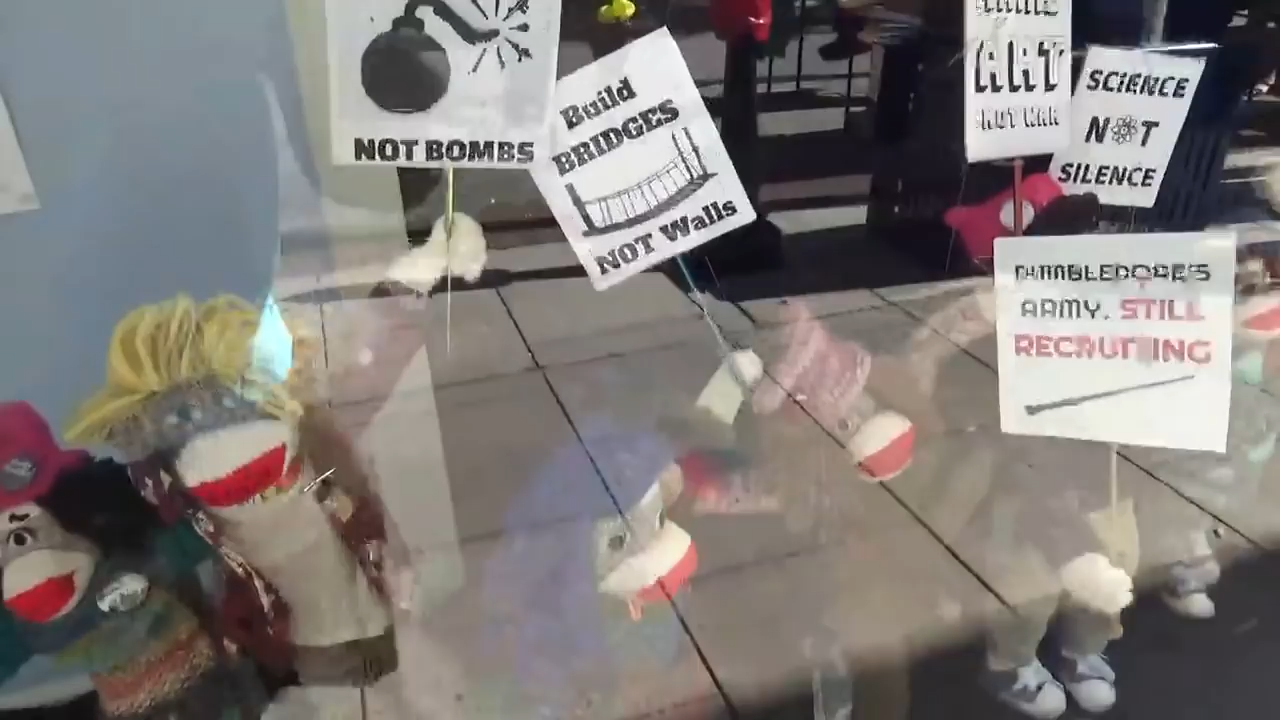 NOT BOMBS
Build
BRIDGES
NOT Walls
ART
NOT WAR
SCIENCE
NOT
SILENCE
DUMBLEDORE'S
ARMY. STILL
RECRUITING